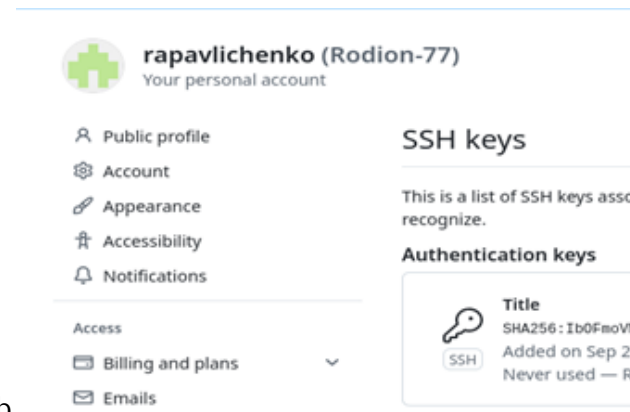 rapavlichenko (Rodion-77)
Your personal account
Public profile
Account
Appearance
Accessibility
Notifications
Access
Billing and plans
Emails
SSH keys
This is a list of SSH keys
recognize.
Authentication keys
Title
SSH
Added on Sep 2
Never used —